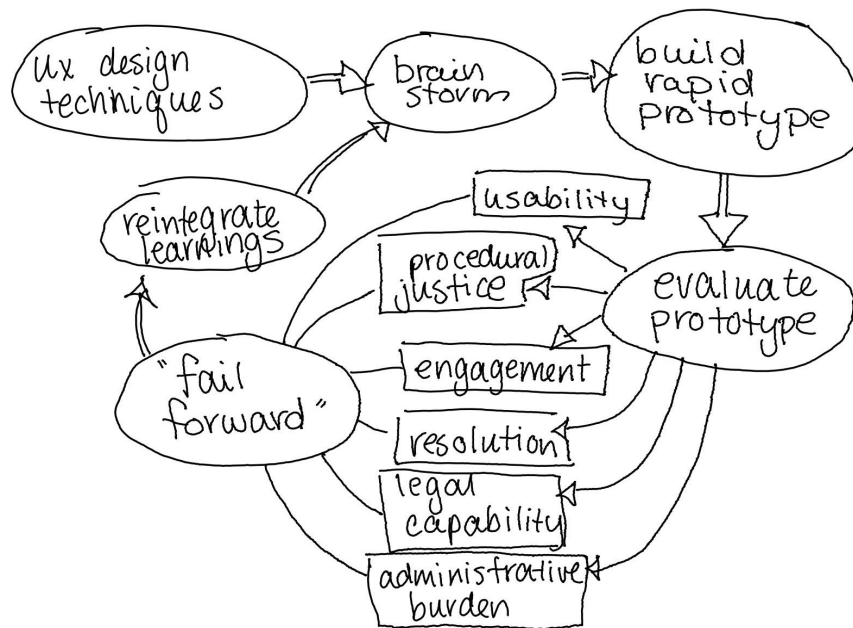 ux design
techniques
brain
storm
build
rapid
prototype
reintegrate
learnings
usability
procedural
justice
evaluate
prototype
engagement
"fail
forward"
resolution
legal
capability
administrative
burden